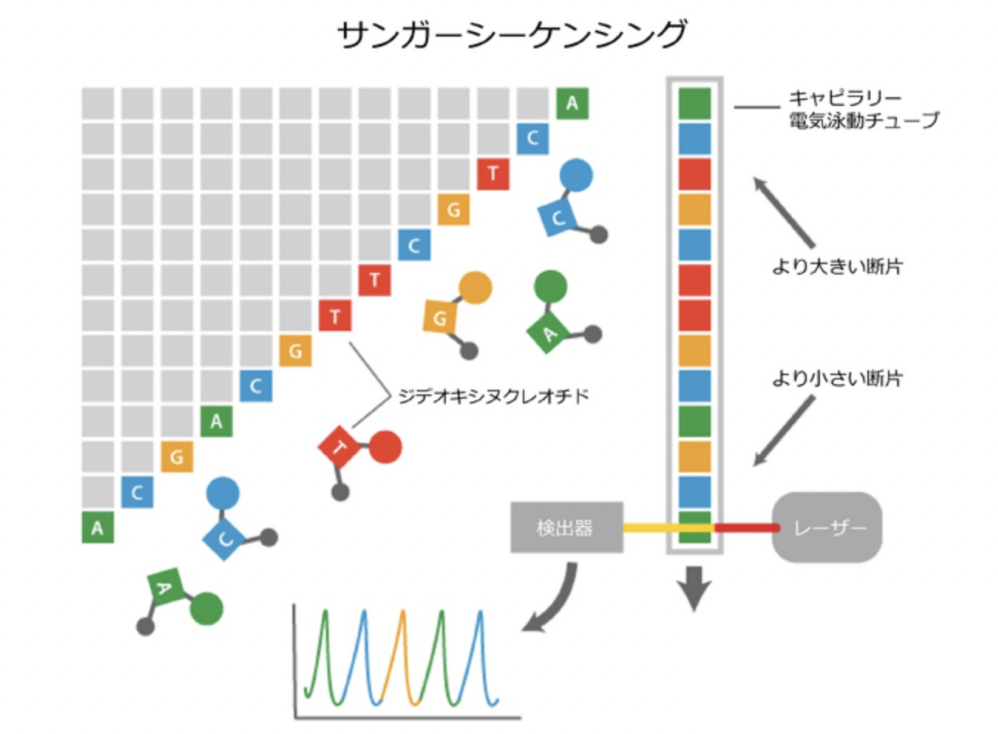 サンガーシーケンシング
A
C
T
G
C
T
T
G
C
A
G
C
A
C
G
A
T
C
A
キャピラリー
電気泳動チューブ
より大きい断片
より小さい断片
ジデオキシヌクレオチド
検出器
レーザー